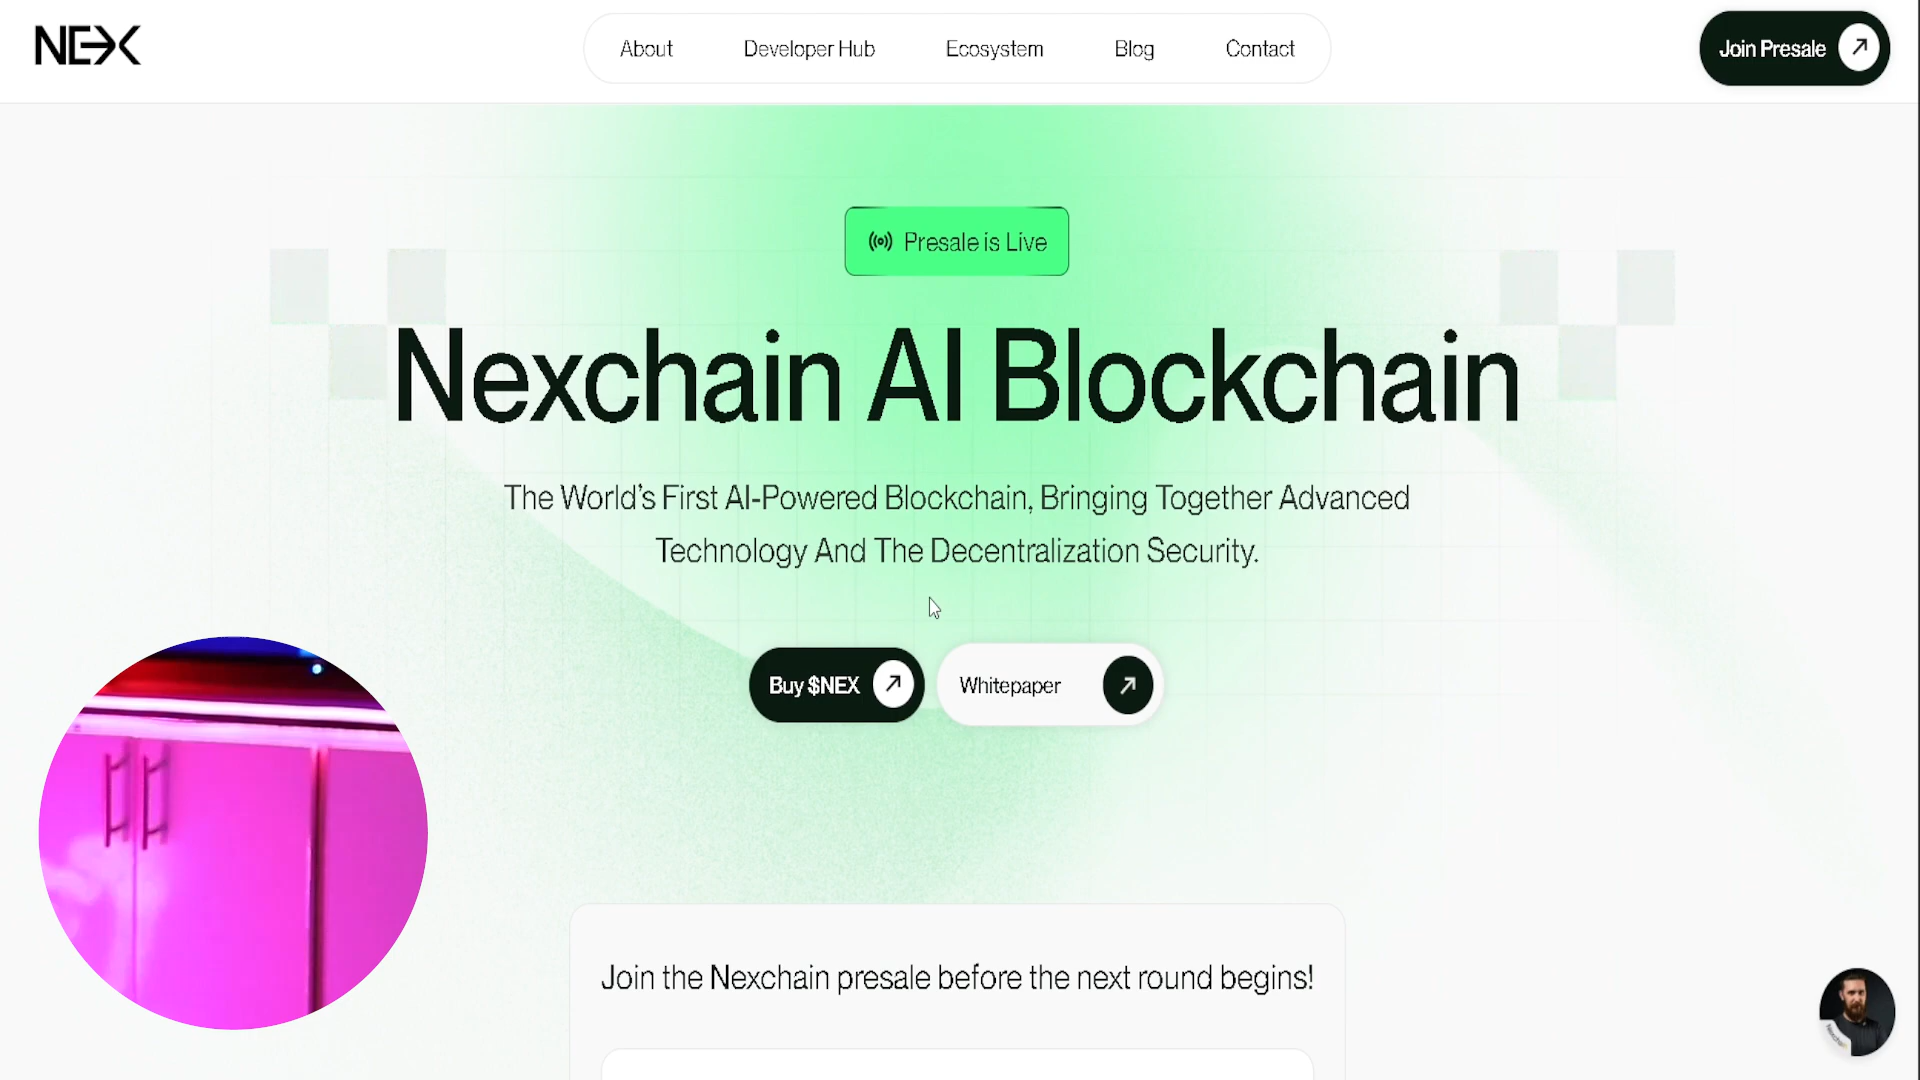 NEX
About
Developer Hub
Ecosystem
Blog
Contact
Join Presale
Presale is Live
Nexchain AI Blockchain
The World’s First AI-Powered Blockchain, Bringing Together Advanced
Technology And The Decentralization Security.
Buy $NEX
Whitepaper
Join the Nexchain presale before the next round begins!